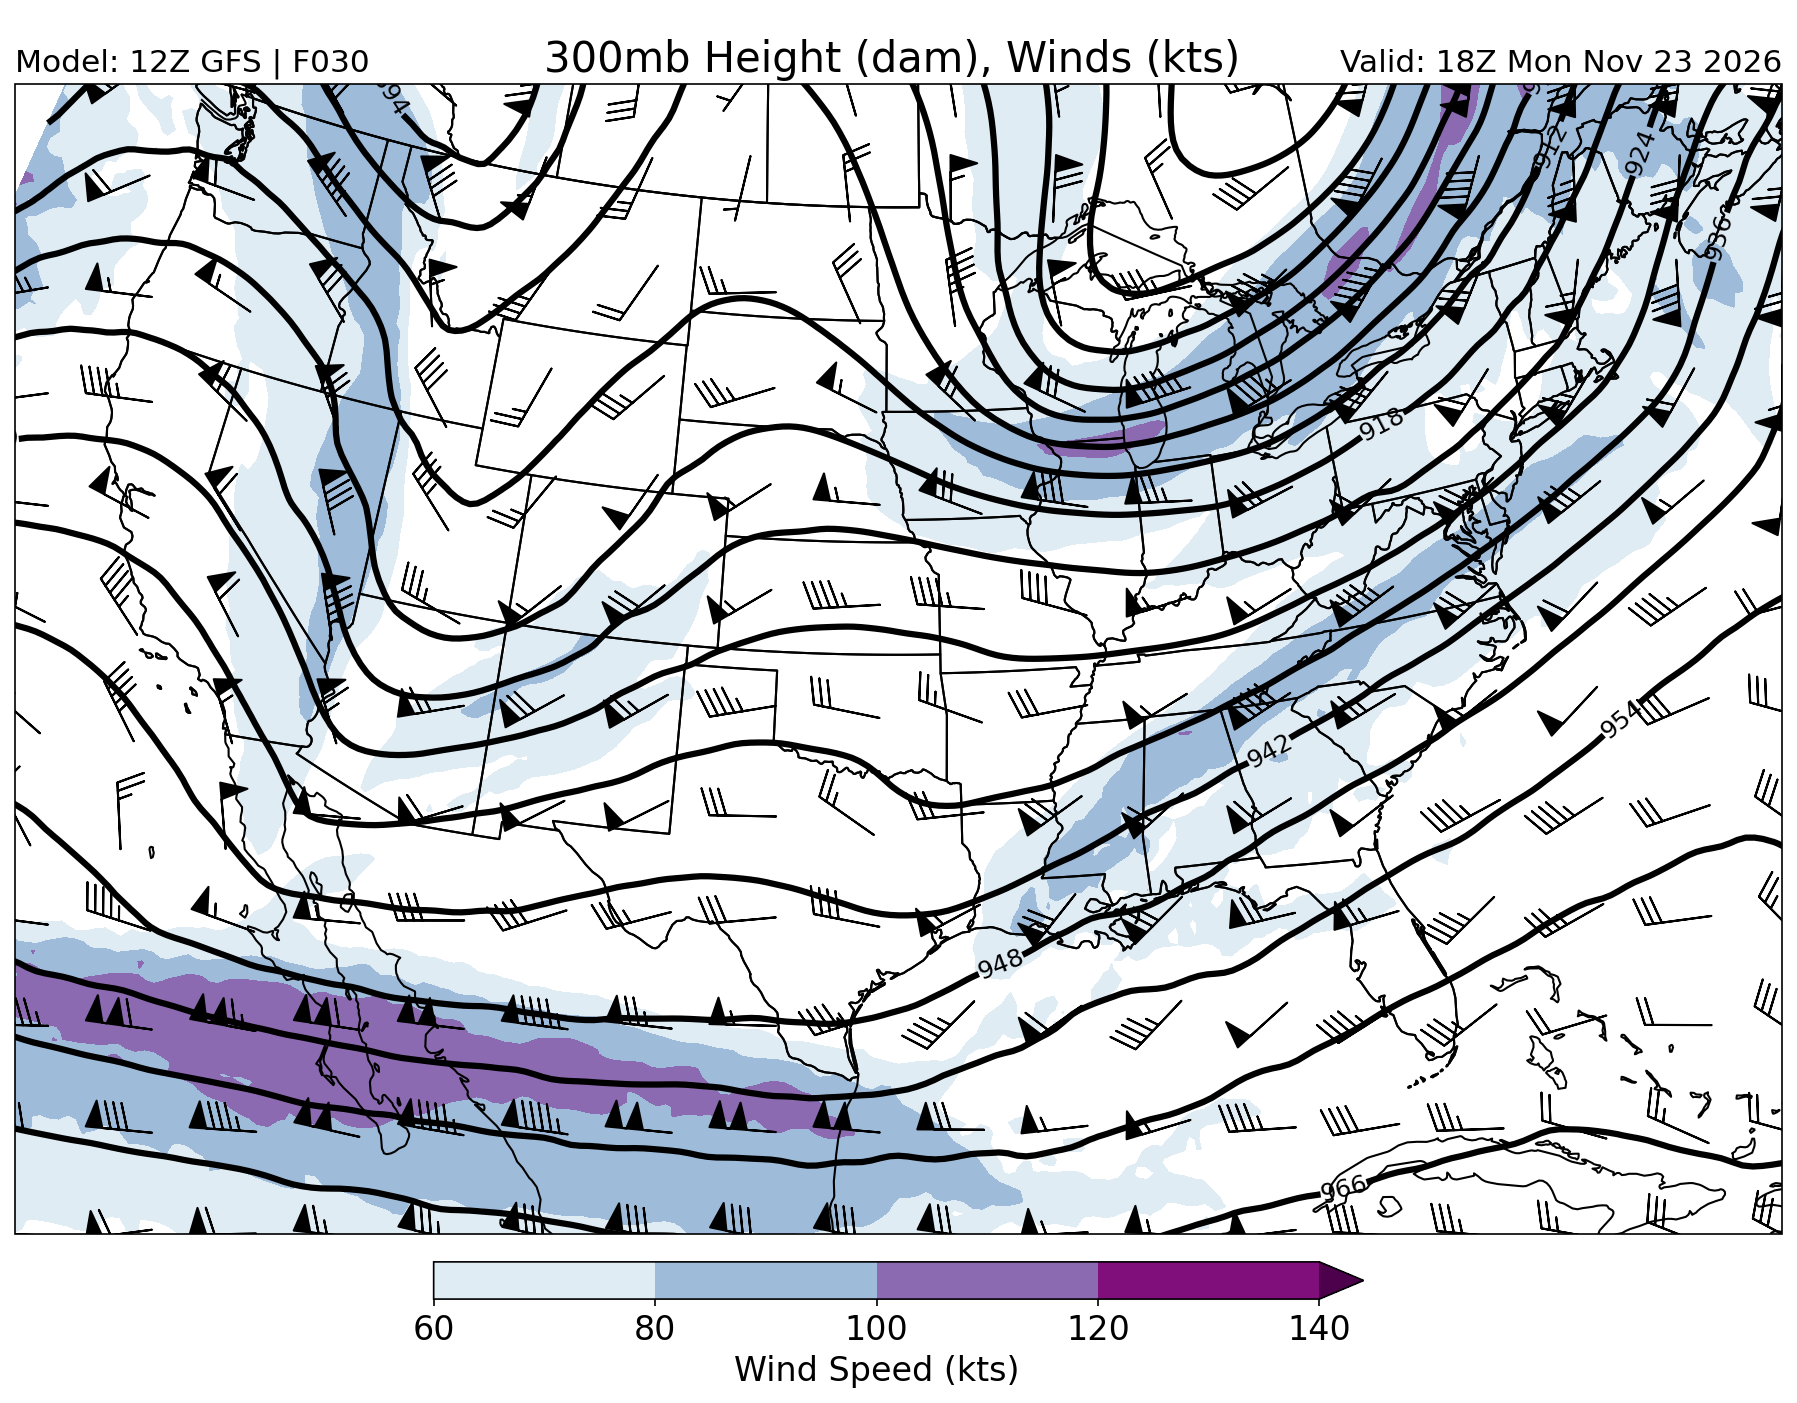 Model: 12Z GFS | F030
300mb Height (dam), Winds (kts)
Valid: 18Z Mon Nov 23 2026
912
924
936
918
954
942
948
966
60 80 100 120 140
Wind Speed (kts)